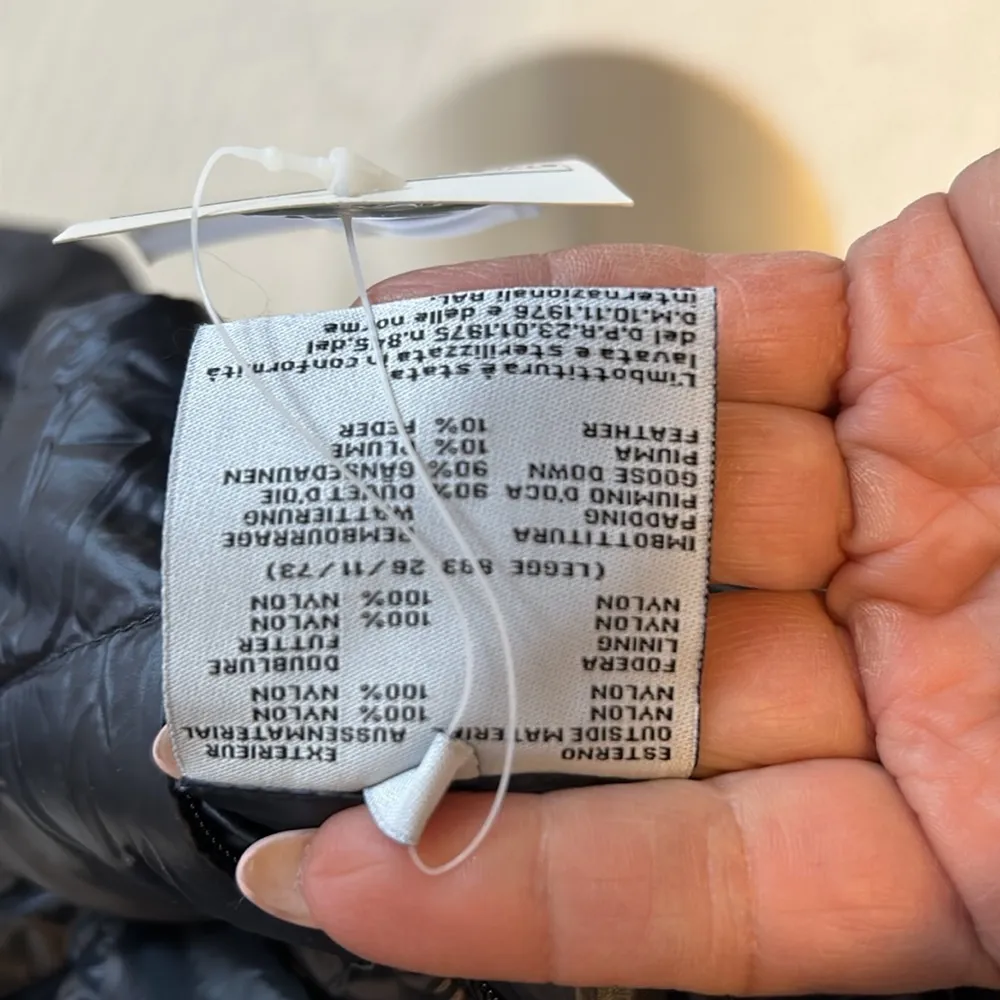 ESTERNO EXTERIEUR
OUTSIDE MATERIAL AUSSENMATERIAL
NYLON 100% NYLON
NYLON 100% NYLON
FODERA DOUBLURE
LINING FUTTER
NYLON 100% NYLON
NYLON 100% NYLON
(LEGGE 883 26/11/73)
IMBOTTITURA REMBOURRAGE
PADDING WATTIERUNG
PIUMINO D'OCA 90% DUVET D'OIE
GOOSE DOWN 90% GÄNSEDAUNEN
PIUMA 10% PLUME
FEATHER 10% FEDER
L'imbottitura è stata
lavata e sterilizzata in conformità
del D.P.R.23.01.1975 n.845.del
D.M.10.11.1976 e delle norme
internazionali RAL.